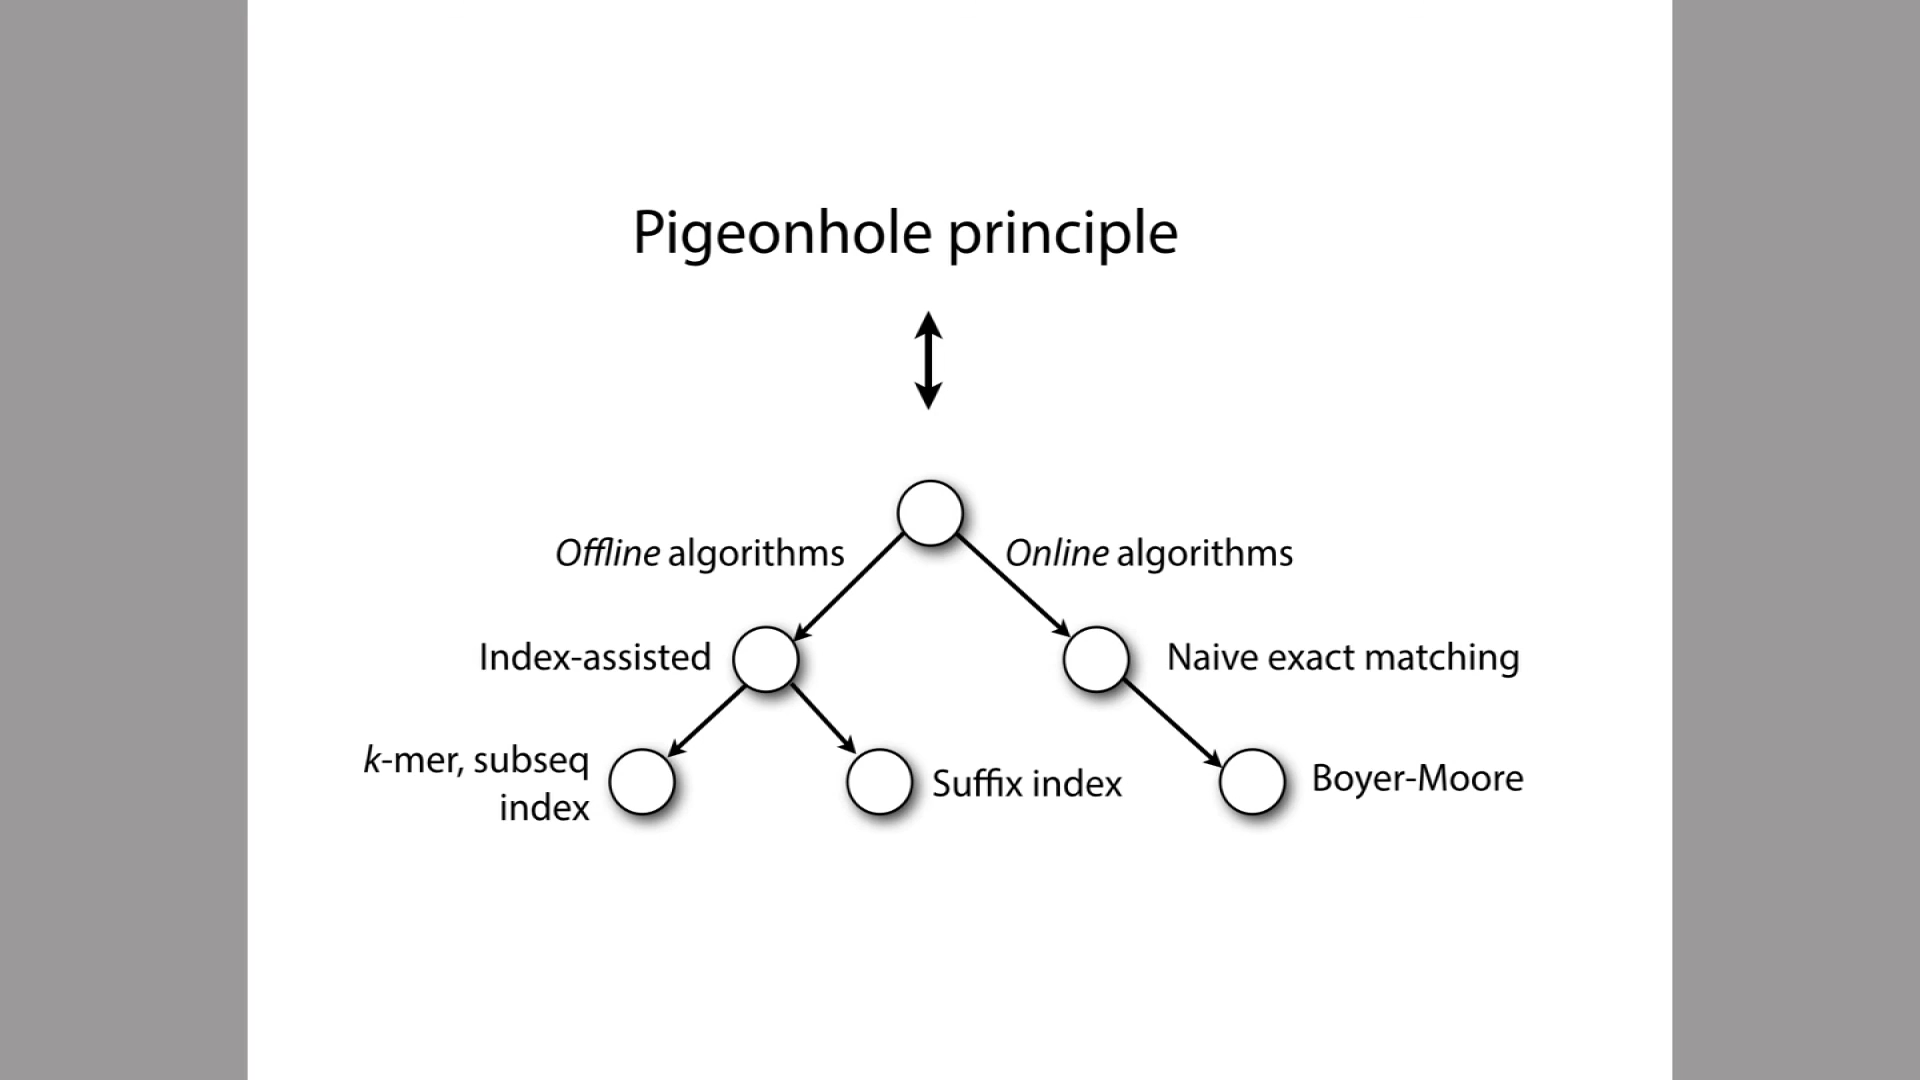 Pigeonhole principle
Offline algorithms
Online algorithms
Index-assisted
Naive exact matching
k-mer, subseq
index
Suffix index
Boyer-Moore